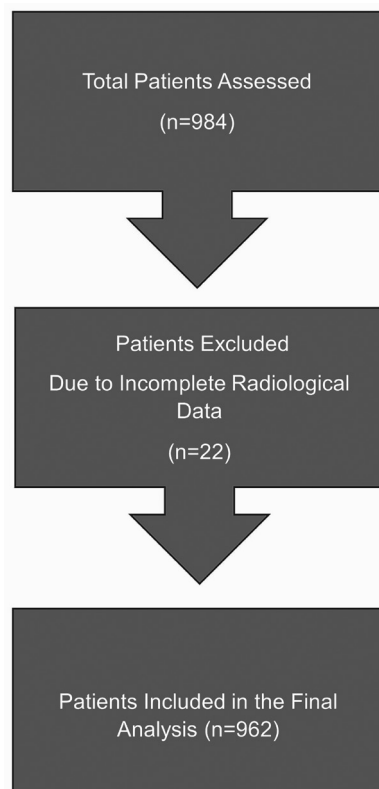 Total Patients Assessed
(n=984)
Patients Excluded
Due to Incomplete Radiological
Data
(n=22)
Patients Included in the Final
Analysis (n=962)